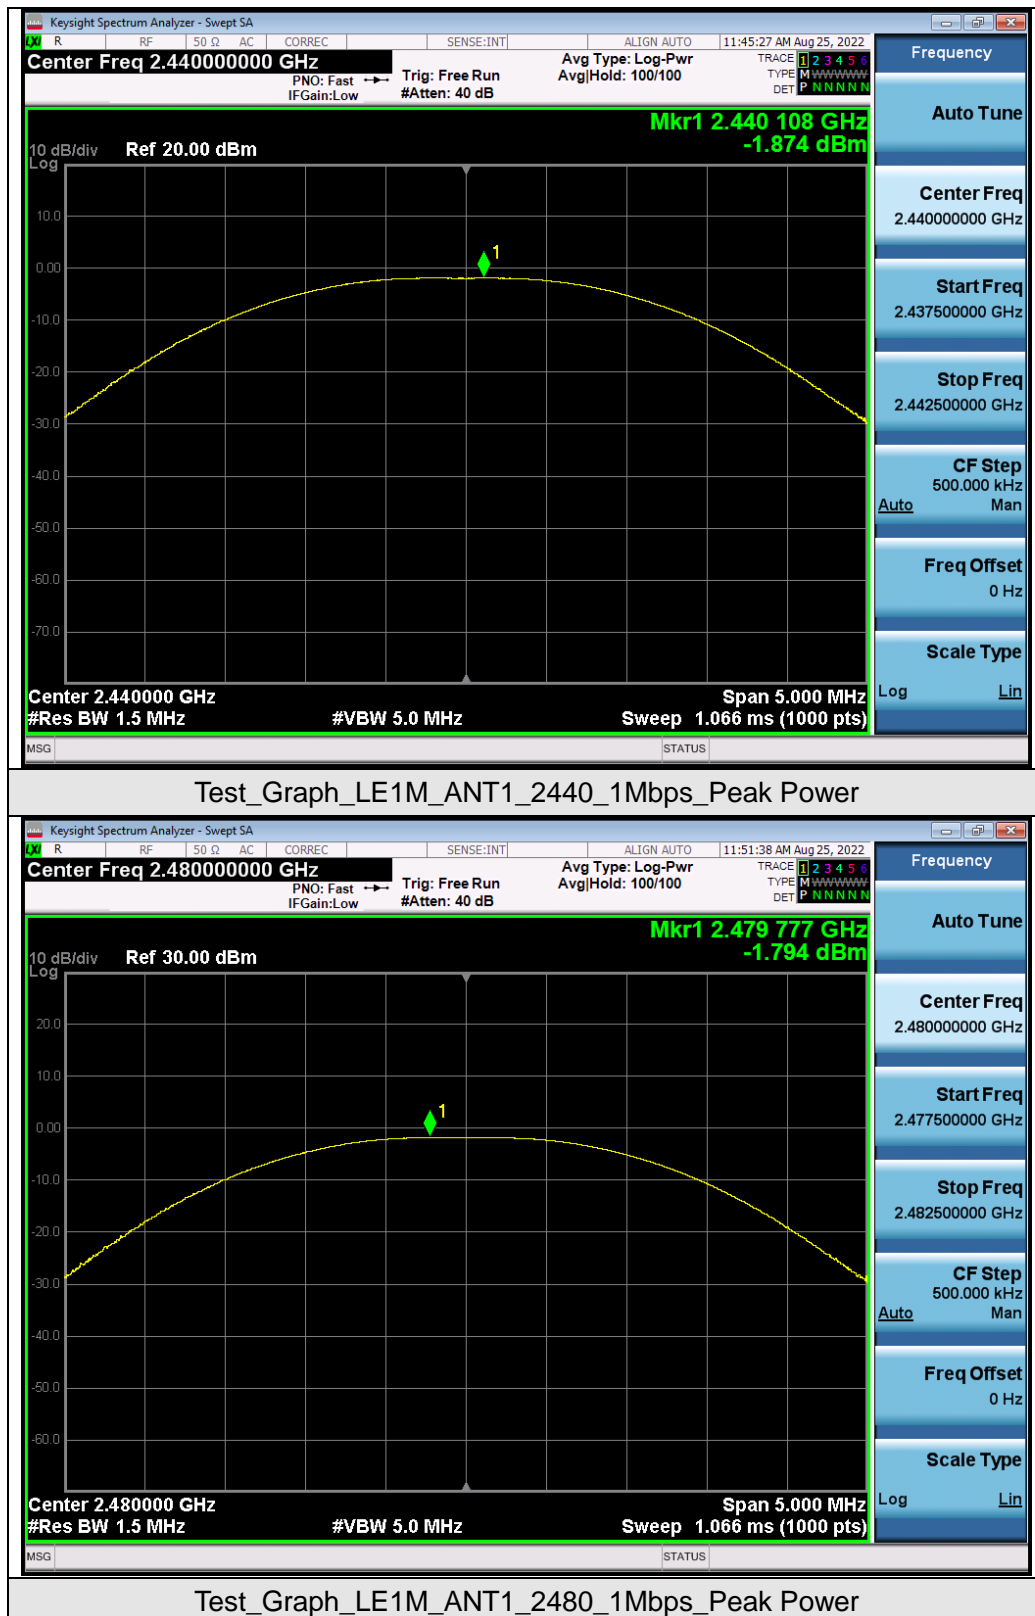 Keysight Spectrum Analyzer - Swept SA
LXI R RF 50 Ω AC CORREC SENSE:INT ALIGN AUTO 11:45:27 AM Aug 25, 2022
Center Freq 2.440000000 GHz
PNO: Fast
IFGain:Low
Trig: Free Run
#Atten: 40 dB
Avg Type: Log-Pwr
Avg|Hold: 100/100
TRACE 1 2 3 4 5 6
TYPE M WWWWW
DET P N N N N N
Mkr1 2.440 108 GHz
-1.874 dBm
10 dB/div Ref 20.00 dBm
Log
10.0
0.00
-10.0
-20.0
-30.0
-40.0
-50.0
-60.0
-70.0
1
Center 2.440000 GHz Span 5.000 MHz
#Res BW 1.5 MHz #VBW 5.0 MHz Sweep 1.066 ms (1000 pts)
MSG STATUS
Frequency
Auto Tune
Center Freq
2.440000000 GHz
Start Freq
2.437500000 GHz
Stop Freq
2.442500000 GHz
CF Step
500.000 kHz
Auto Man
Freq Offset
0 Hz
Scale Type
Log Lin
Test_Graph_LE1M_ANT1_2440_1Mbps_Peak Power
Keysight Spectrum Analyzer - Swept SA
LXI R RF 50 Ω AC CORREC SENSE:INT ALIGN AUTO 11:51:38 AM Aug 25, 2022
Center Freq 2.480000000 GHz
PNO: Fast
IFGain:Low
Trig: Free Run
#Atten: 40 dB
Avg Type: Log-Pwr
Avg|Hold: 100/100
TRACE 1 2 3 4 5 6
TYPE M WWWWW
DET P N N N N N
Mkr1 2.479 777 GHz
-1.794 dBm
10 dB/div Ref 30.00 dBm
Log
20.0
10.0
0.00
-10.0
-20.0
-30.0
-40.0
-50.0
-60.0
1
Center 2.480000 GHz Span 5.000 MHz
#Res BW 1.5 MHz #VBW 5.0 MHz Sweep 1.066 ms (1000 pts)
MSG STATUS
Frequency
Auto Tune
Center Freq
2.480000000 GHz
Start Freq
2.477500000 GHz
Stop Freq
2.482500000 GHz
CF Step
500.000 kHz
Auto Man
Freq Offset
0 Hz
Scale Type
Log Lin
Test_Graph_LE1M_ANT1_2480_1Mbps_Peak Power